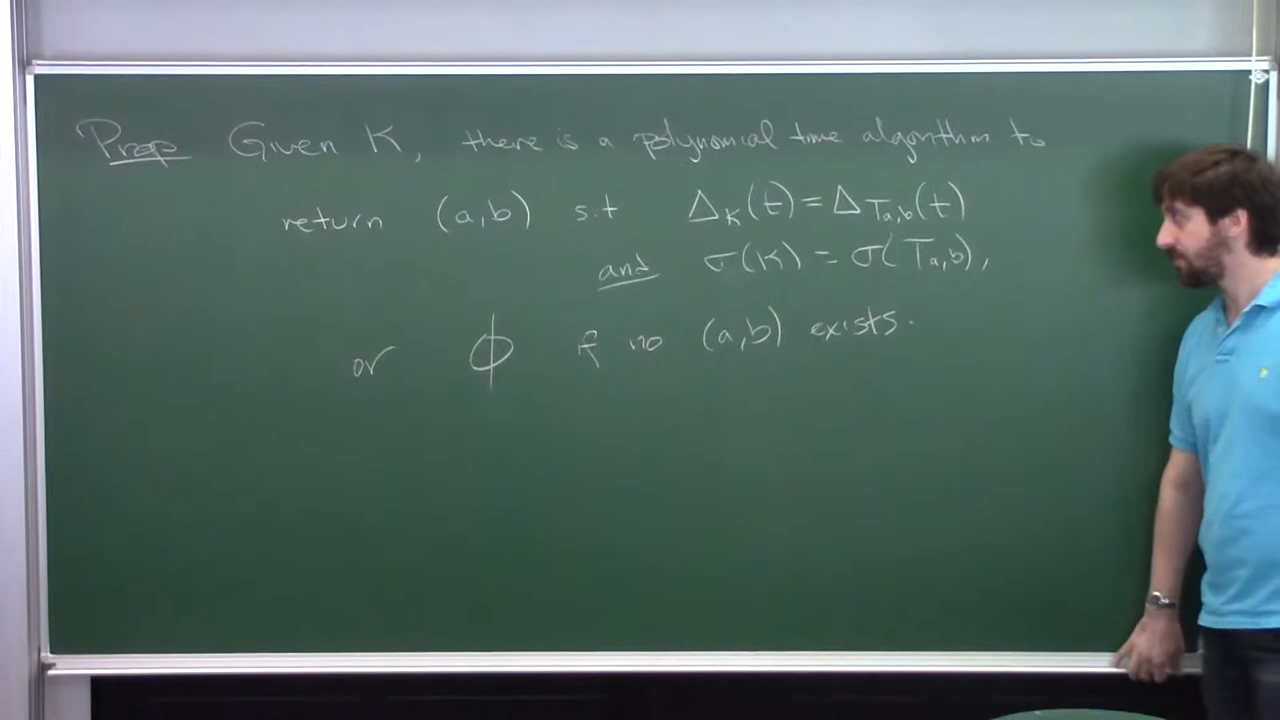 Prop Given K, there is a polynomial time algorithm to
return (a,b) s.t Δ_K(t) = Δ_{T_{a,b}}(t)
and σ(K) = σ(T_{a,b}),
or ϕ if no (a,b) exists.